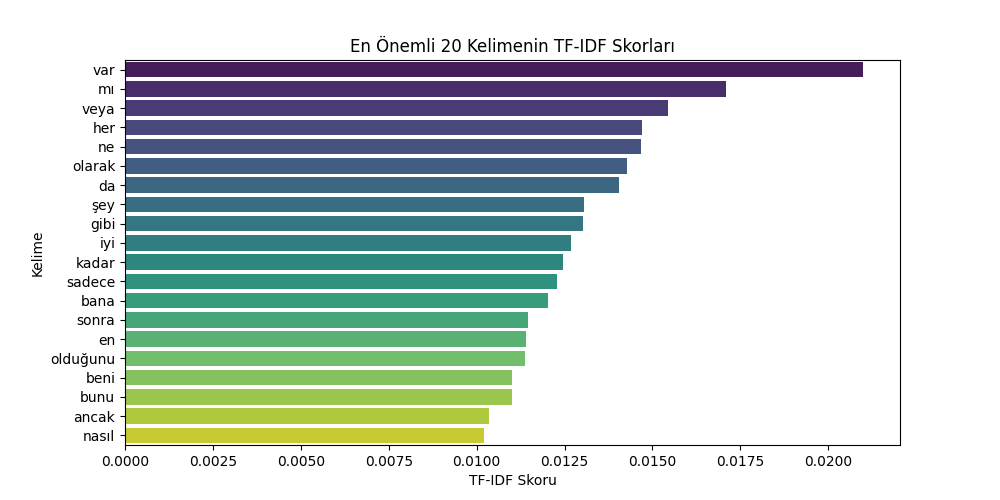 En Önemli 20 Kelimenin TF-IDF Skorları
var
mı
veya
her
ne
olarak
da
şey
gibi
iyi
kadar
sadece
bana
sonra
en
olduğunu
beni
bunu
ancak
nasıl
Kelime
0.0000 0.0025 0.0050 0.0075 0.0100 0.0125 0.0150 0.0175 0.0200
TF-IDF Skoru